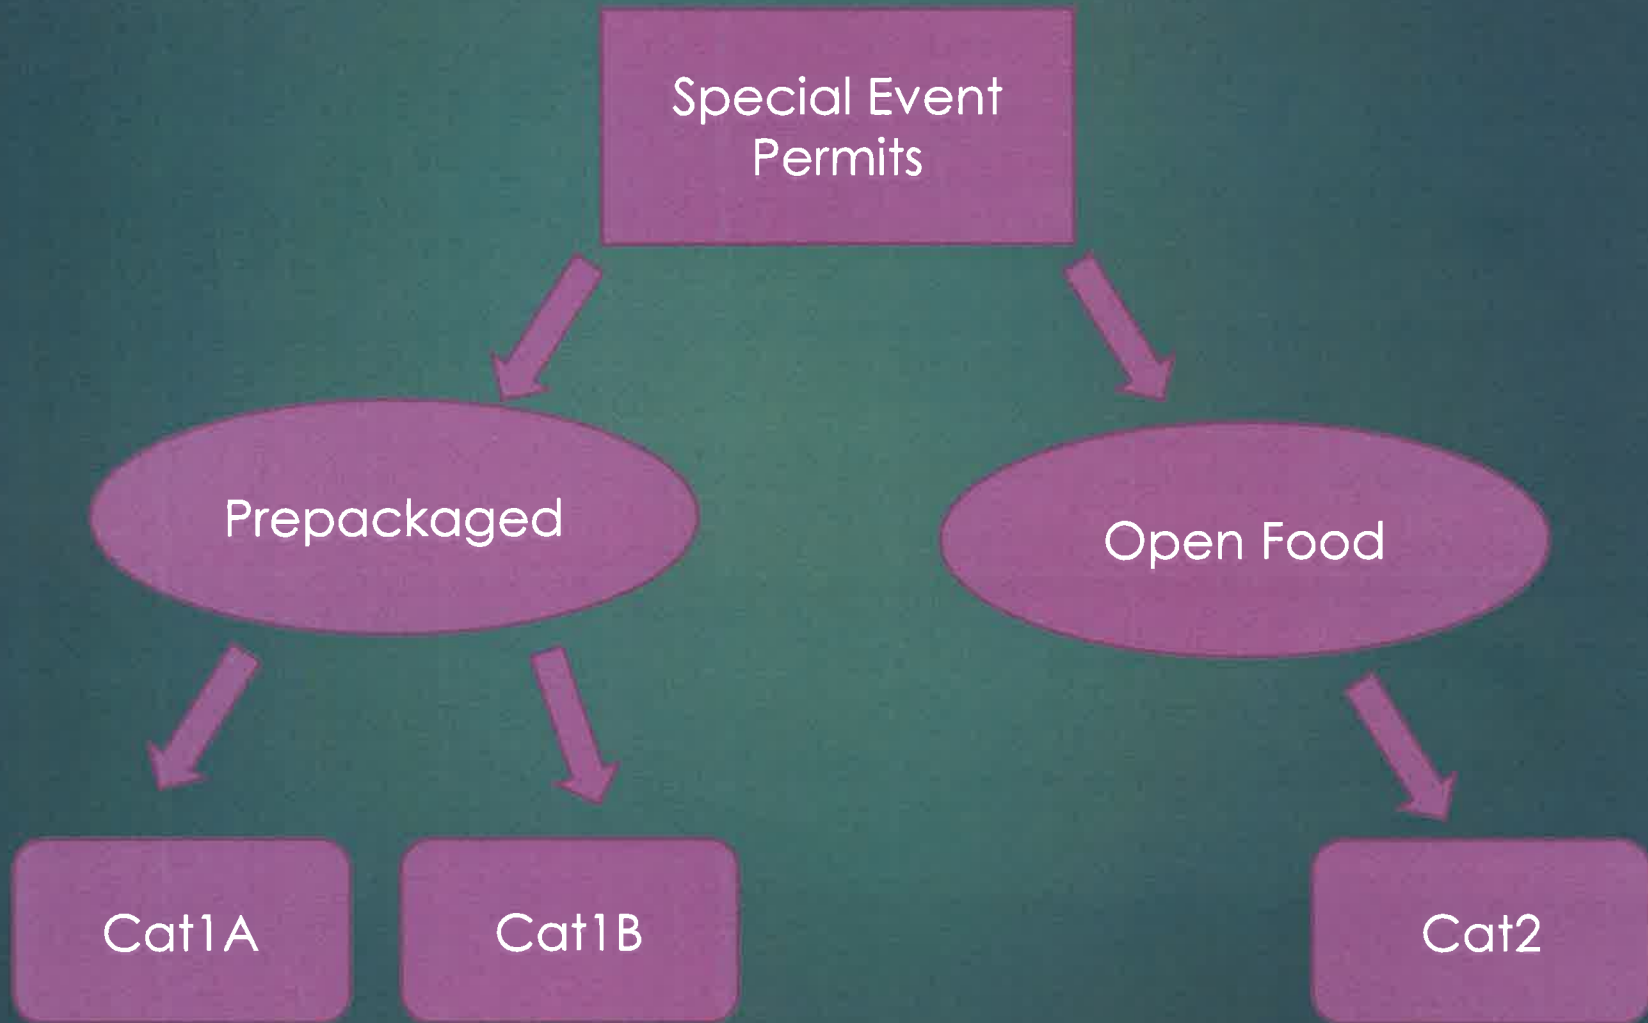 Special Event
Permits
Prepackaged
Open Food
Cat1A
Cat1B
Cat2